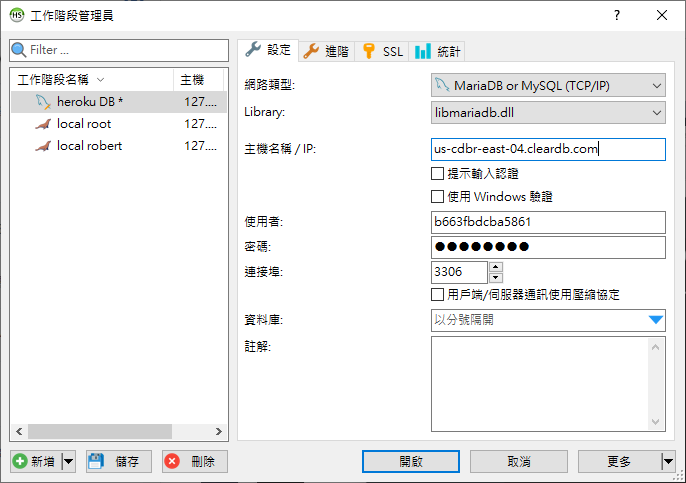 工作階段管理員
Filter ...
工作階段名稱 主機
heroku DB * 127....
local root 127....
local robert 127....
設定 進階 SSL 統計
網路類型: MariaDB or MySQL (TCP/IP)
Library: libmariadb.dll
主機名稱 / IP: us-cdbr-east-04.cleardb.com
提示輸入認證
使用 Windows 驗證
使用者: b663fbdcba5861
密碼: ●●●●●●●●
連接埠: 3306
用戶端/伺服器通訊使用壓縮協定
資料庫: 以分號隔開
註解:
新增 儲存 刪除 開啟 取消 更多